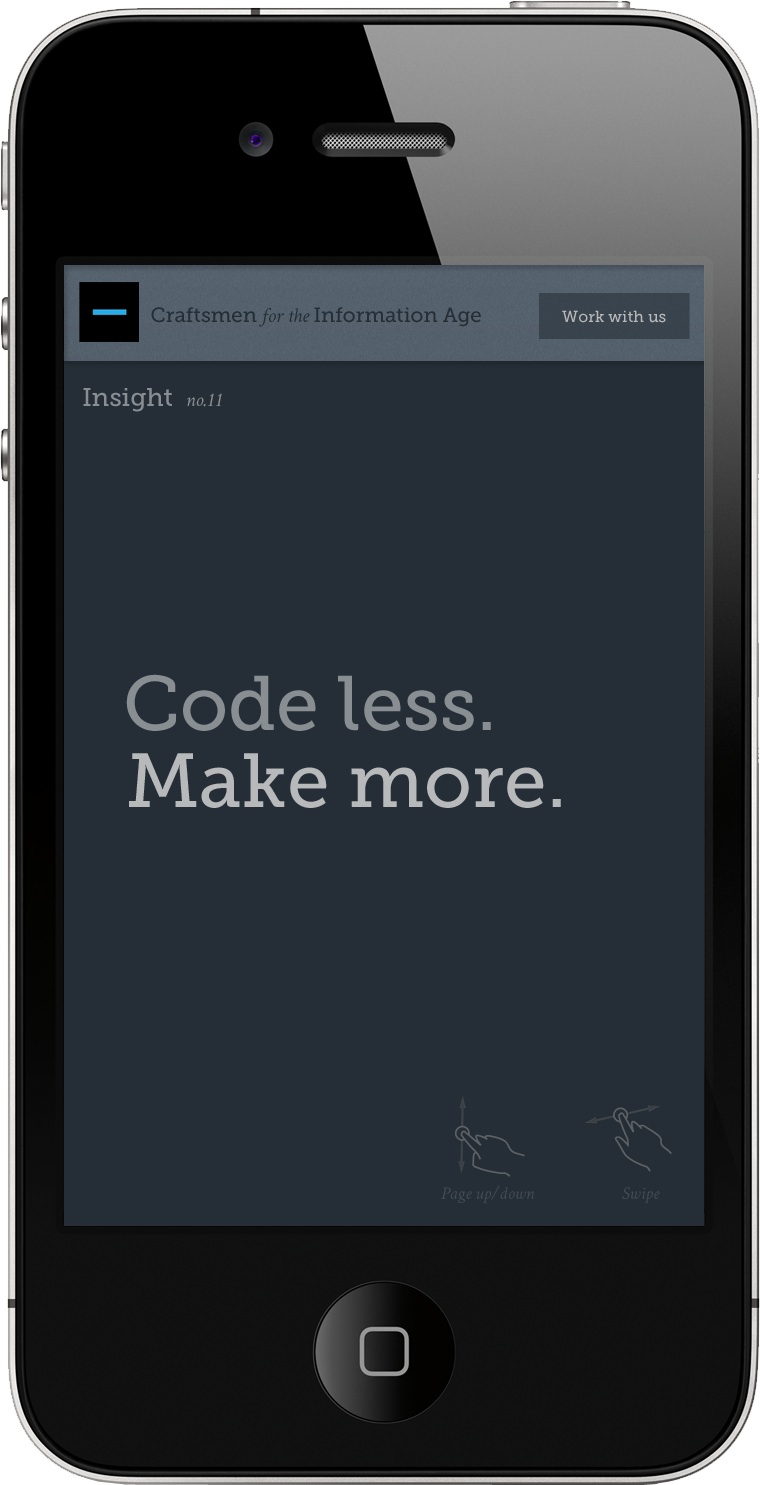 Craftsmen for the Information Age
Work with us
Insight no.11
Code less.
Make more.
Page up/down
Swipe